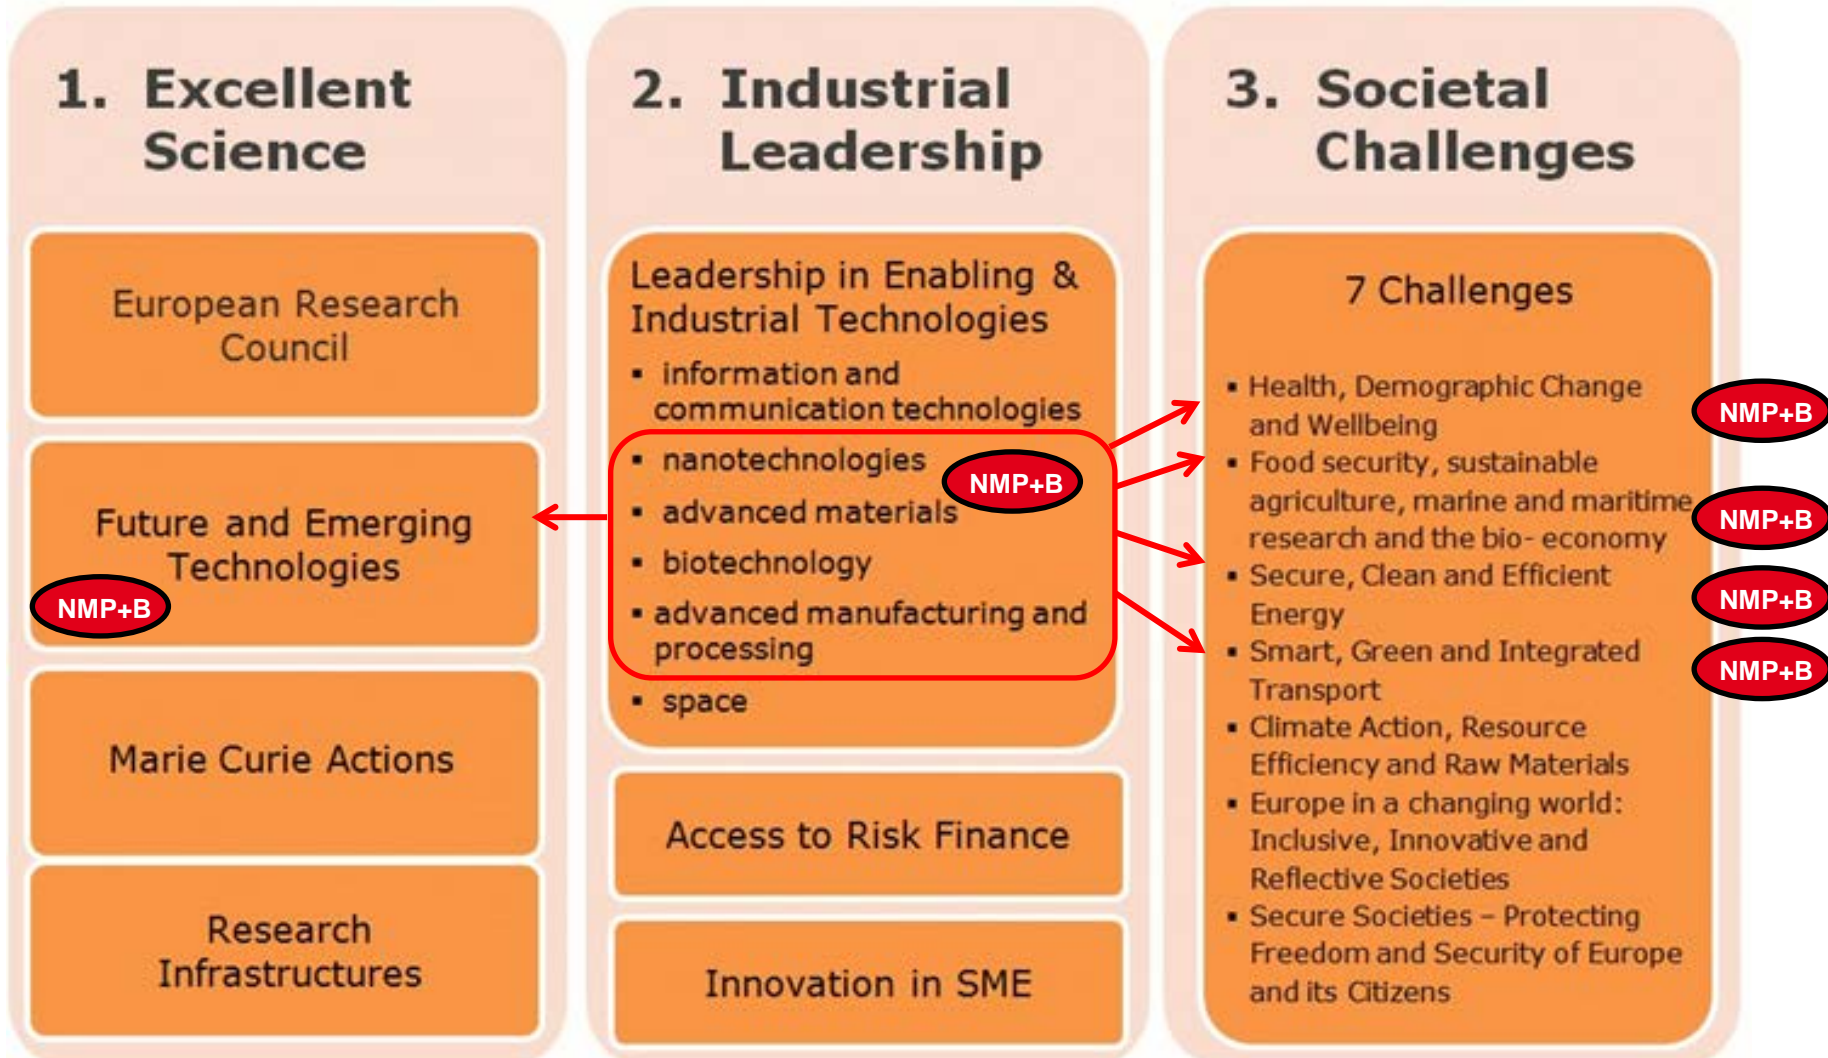 1. Excellent
Science
European Research
Council
Future and Emerging
Technologies
NMP+B
Marie Curie Actions
Research
Infrastructures
2. Industrial
Leadership
Leadership in Enabling &
Industrial Technologies
▪ information and
communication technologies
▪ nanotechnologies
NMP+B
▪ advanced materials
▪ biotechnology
▪ advanced manufacturing and
processing
▪ space
Access to Risk Finance
Innovation in SME
3. Societal
Challenges
7 Challenges
▪ Health, Demographic Change
and Wellbeing
NMP+B
▪ Food security, sustainable
agriculture, marine and maritime
research and the bio- economy
NMP+B
▪ Secure, Clean and Efficient
Energy
NMP+B
▪ Smart, Green and Integrated
Transport
NMP+B
▪ Climate Action, Resource
Efficiency and Raw Materials
▪ Europe in a changing world:
Inclusive, Innovative and
Reflective Societies
▪ Secure Societies – Protecting
Freedom and Security of Europe
and its Citizens